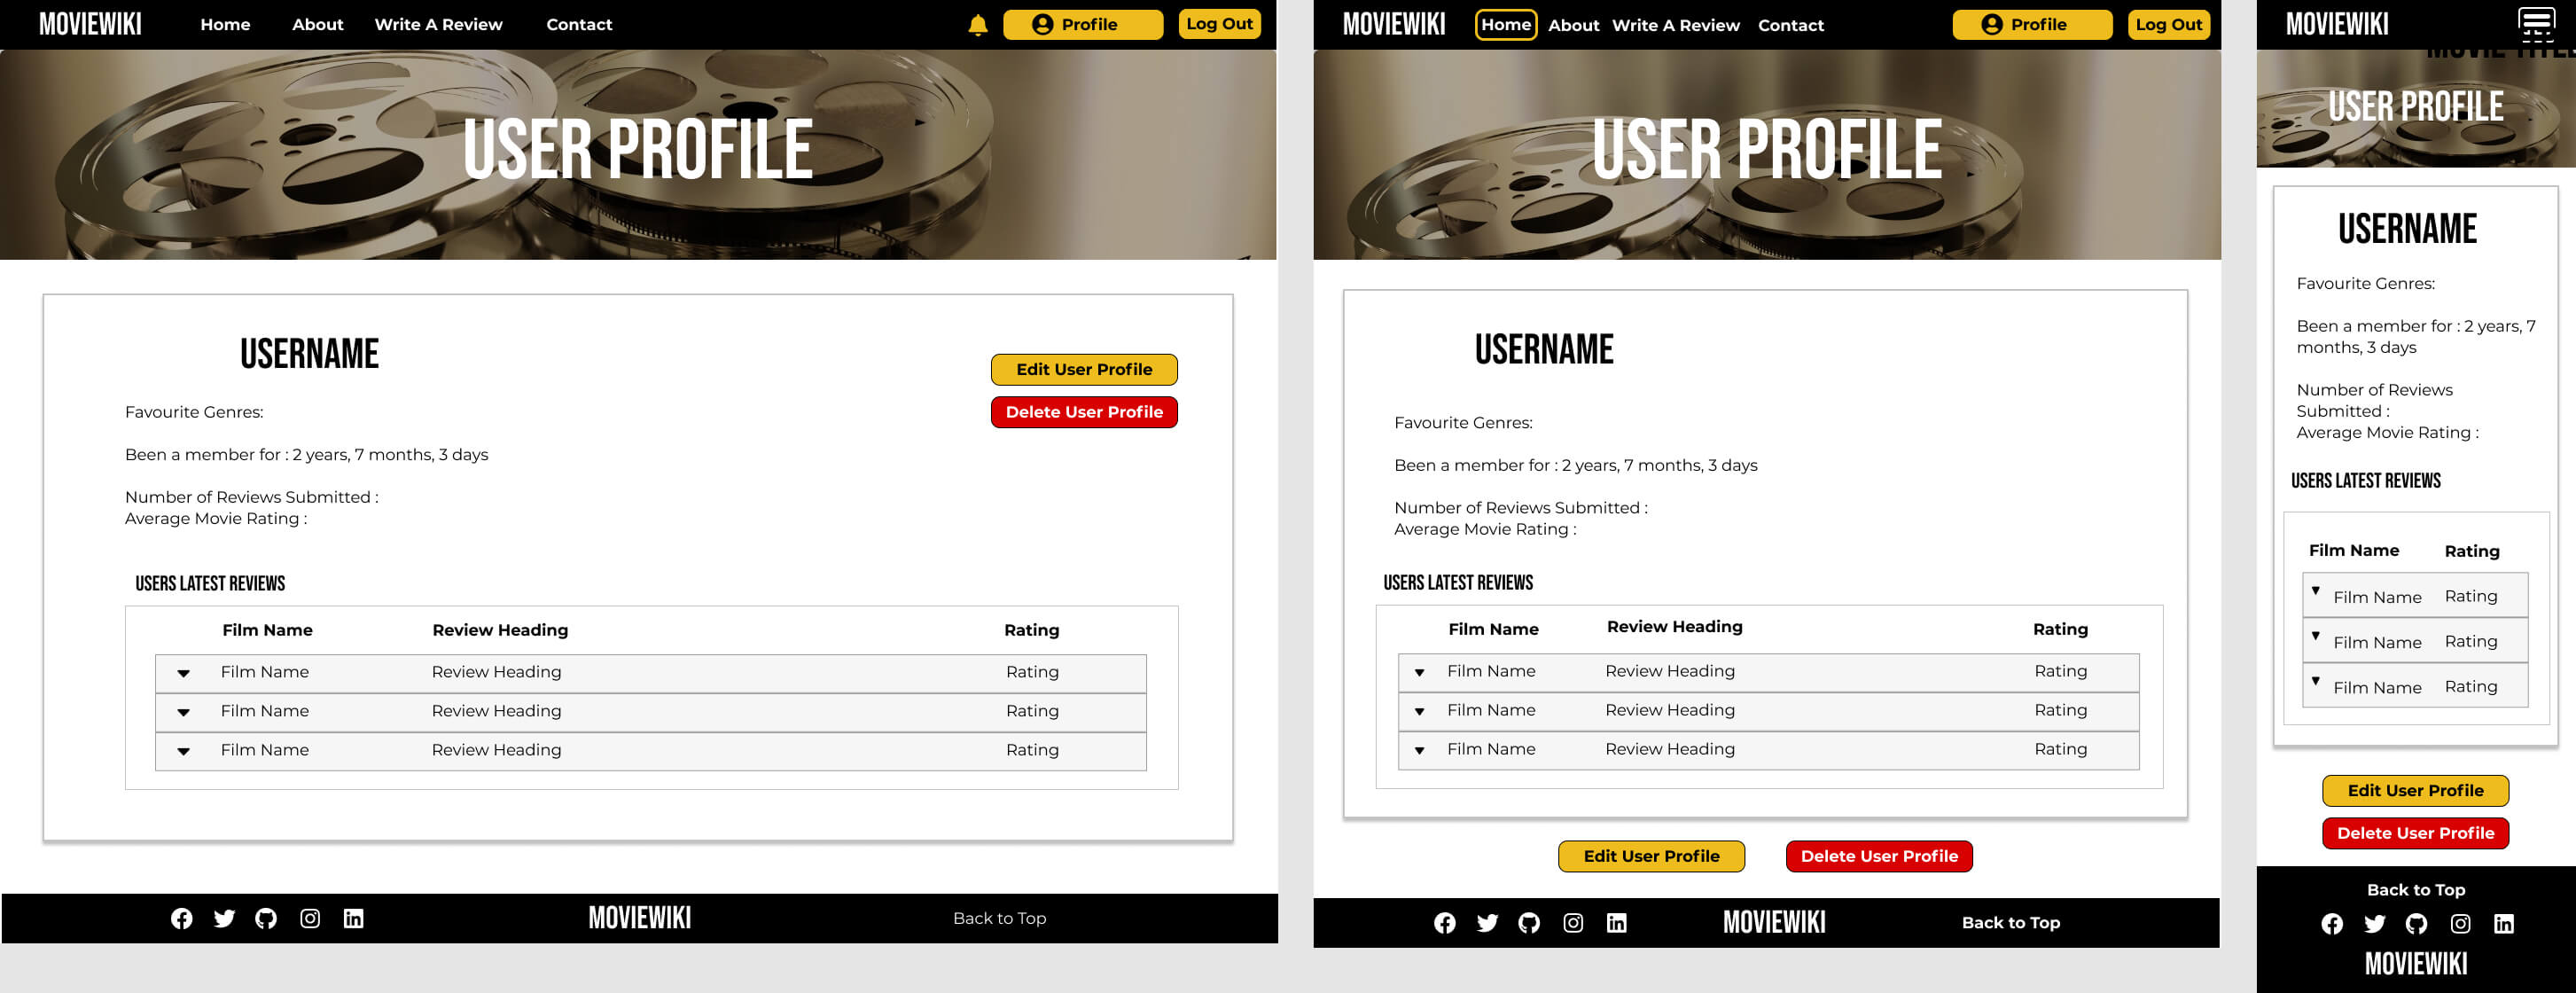 MOVIEWIKI Home About Write A Review Contact Profile Log Out
USER PROFILE
USERNAME
Edit User Profile
Delete User Profile
Favourite Genres:
Been a member for : 2 years, 7 months, 3 days
Number of Reviews Submitted :
Average Movie Rating :
USERS LATEST REVIEWS
Film Name Review Heading Rating
Film Name Review Heading Rating
Film Name Review Heading Rating
Film Name Review Heading Rating
MOVIEWIKI Back to Top
MOVIEWIKI Home About Write A Review Contact Profile Log Out
USER PROFILE
USERNAME
Favourite Genres:
Been a member for : 2 years, 7 months, 3 days
Number of Reviews Submitted :
Average Movie Rating :
USERS LATEST REVIEWS
Film Name Review Heading Rating
Film Name Review Heading Rating
Film Name Review Heading Rating
Film Name Review Heading Rating
Edit User Profile Delete User Profile
MOVIEWIKI Back to Top
MOVIEWIKI
MOVIE TITLE
USER PROFILE
USERNAME
Favourite Genres:
Been a member for : 2 years, 7
months, 3 days
Number of Reviews
Submitted :
Average Movie Rating :
USERS LATEST REVIEWS
Film Name Rating
Film Name Rating
Film Name Rating
Film Name Rating
Edit User Profile
Delete User Profile
Back to Top
MOVIEWIKI